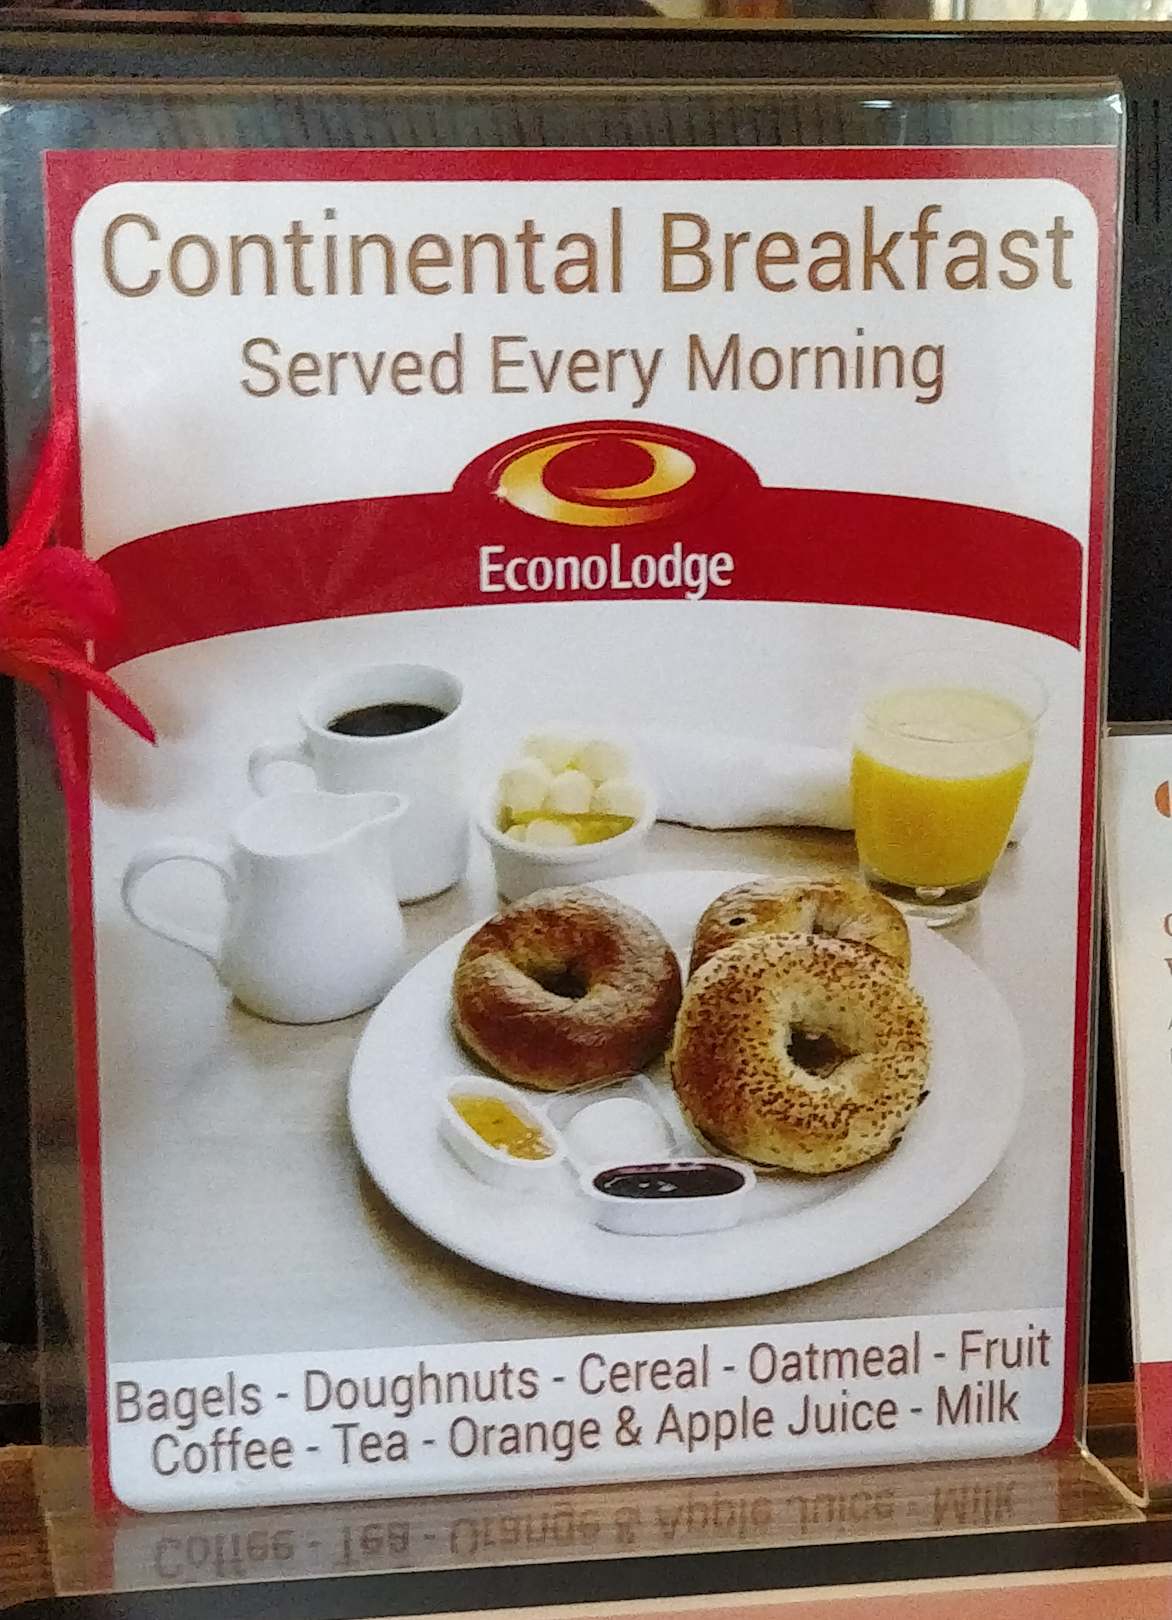 Continental Breakfast
Served Every Morning
EconoLodge
Bagels - Doughnuts - Cereal - Oatmeal - Fruit
Coffee - Tea - Orange & Apple Juice - Milk